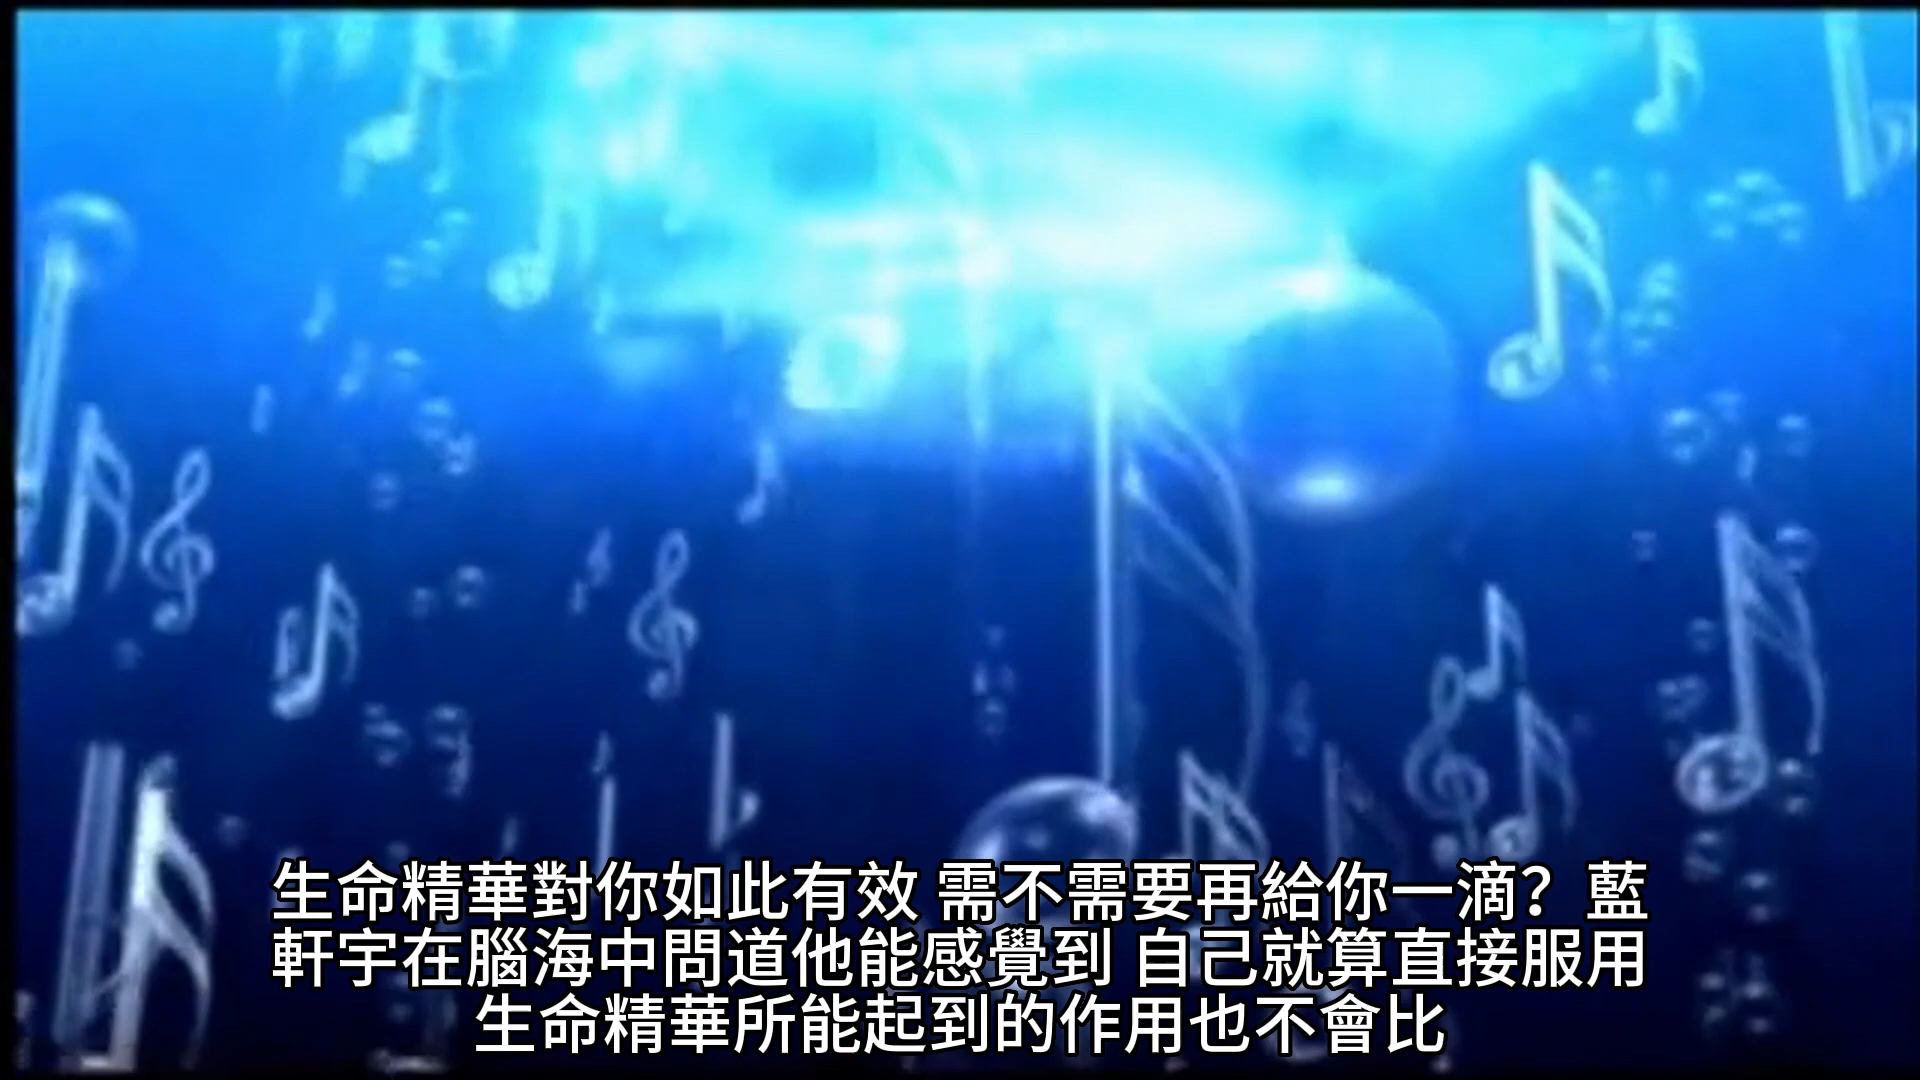 生命精華對你如此有效 需不需要再給你一滴？藍
軒宇在腦海中問道他能感覺到 自己就算直接服用
生命精華所能起到的作用也不會比